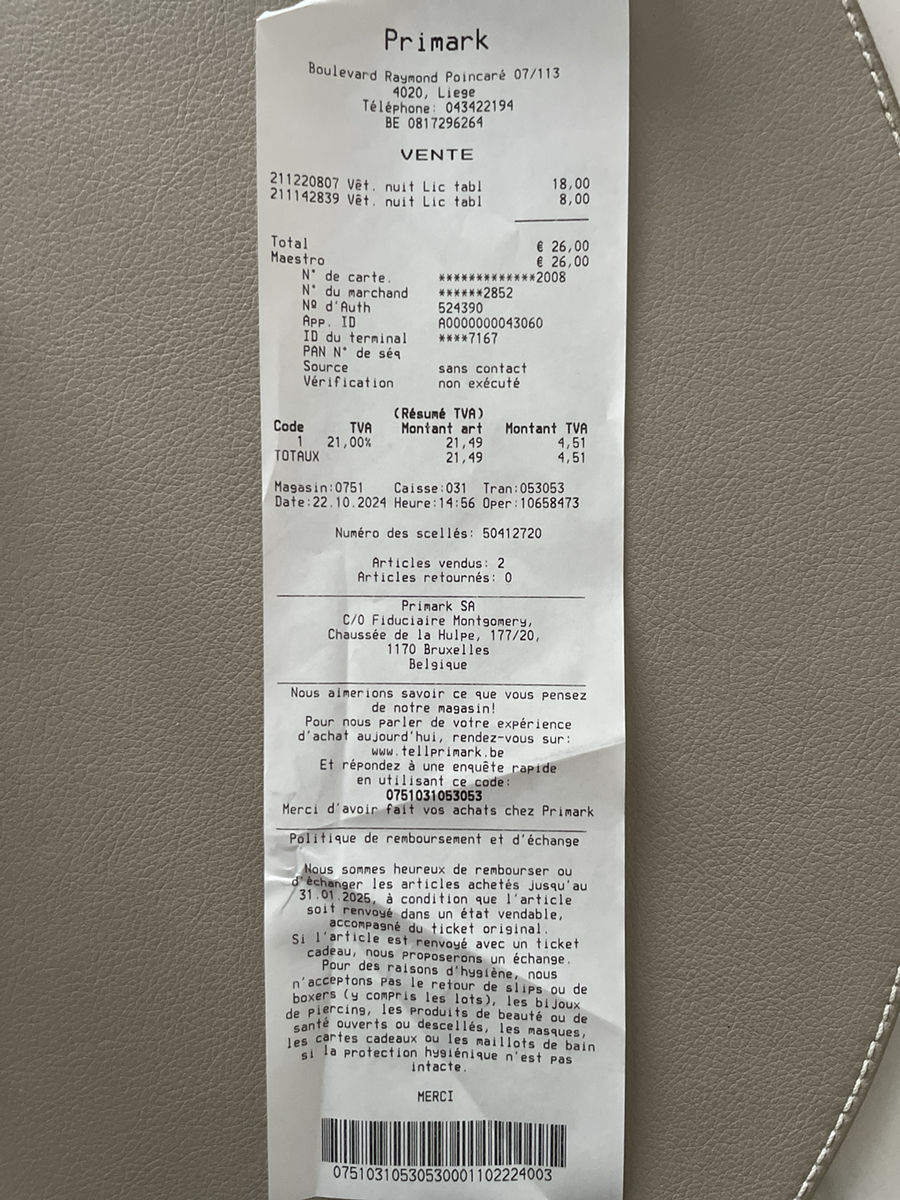 Primark
Boulevard Raymond Poincaré 07/113
4020, Liege
Téléphone: 043422194
BE 0817296264
VENTE
211220807 Vêt. nuit Lic tabl 18,00
211142839 Vêt. nuit Lic tabl 8,00
Total € 26,00
Maestro € 26,00
N° de carte. *************2008
N° du marchand ******2852
Nº d'Auth 524390
App. ID A0000000043060
ID du terminal ****7167
PAN N° de séq
Source sans contact
Vérification non exécuté
(Résumé TVA)
Code TVA Montant art Montant TVA
1 21,00% 21,49 4,51
TOTAUX 21,49 4,51
Magasin:0751 Caisse:031 Tran:053053
Date:22.10.2024 Heure:14:56 Oper:10658473
Numéro des scellés: 50412720
Articles vendus: 2
Articles retournés: 0
Primark SA
C/O Fiduciaire Montgomery,
Chaussée de la Hulpe, 177/20,
1170 Bruxelles
Belgique
Nous aimerions savoir ce que vous pensez
de notre magasin!
Pour nous parler de votre expérience
d'achat aujourd'hui, rendez-vous sur:
www.tellprimark.be
Et répondez à une enquête rapide
en utilisant ce code:
0751031053053
Merci d'avoir fait vos achats chez Primark
Politique de remboursement et d'échange
Nous sommes heureux de rembourser ou
d'échanger les articles achetés jusqu'au
31.01.2025, à condition que l'article
soit renvoyé dans un état vendable,
accompagné du ticket original.
Si l'article est renvoyé avec un ticket
cadeau, nous proposerons un échange.
Pour des raisons d'hygiène, nous
n'acceptons pas le retour de slips ou de
boxers (y compris les lots), les bijoux
de piercing, les produits de beauté ou de
santé ouverts ou descellés, les masques,
les cartes cadeaux ou les maillots de bain
si la protection hygiénique n'est pas
intacte.
MERCI
07510310530530001102224003